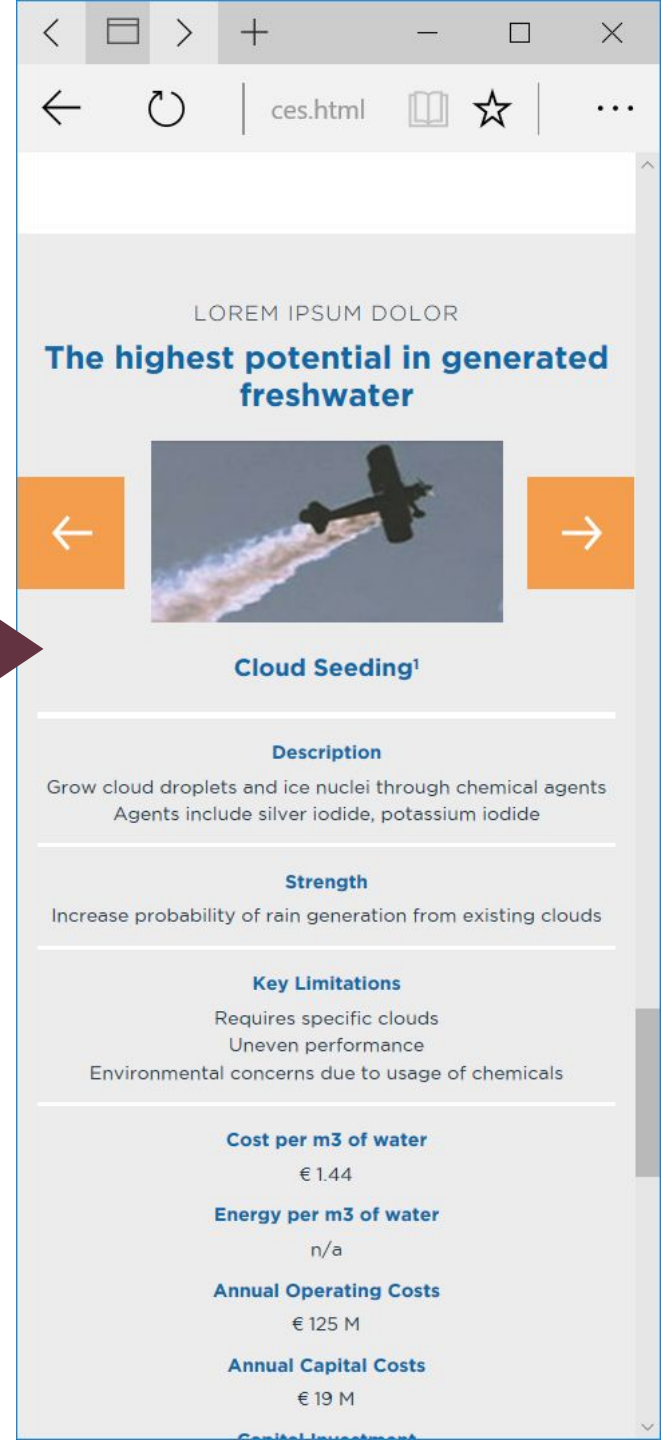 ces.html
LOREM IPSUM DOLOR
The highest potential in generated
freshwater
Cloud Seeding¹
Description
Grow cloud droplets and ice nuclei through chemical agents
Agents include silver iodide, potassium iodide
Strength
Increase probability of rain generation from existing clouds
Key Limitations
Requires specific clouds
Uneven performance
Environmental concerns due to usage of chemicals
Cost per m3 of water
€ 1.44
Energy per m3 of water
n/a
Annual Operating Costs
€ 125 M
Annual Capital Costs
€ 19 M
Capital Investment